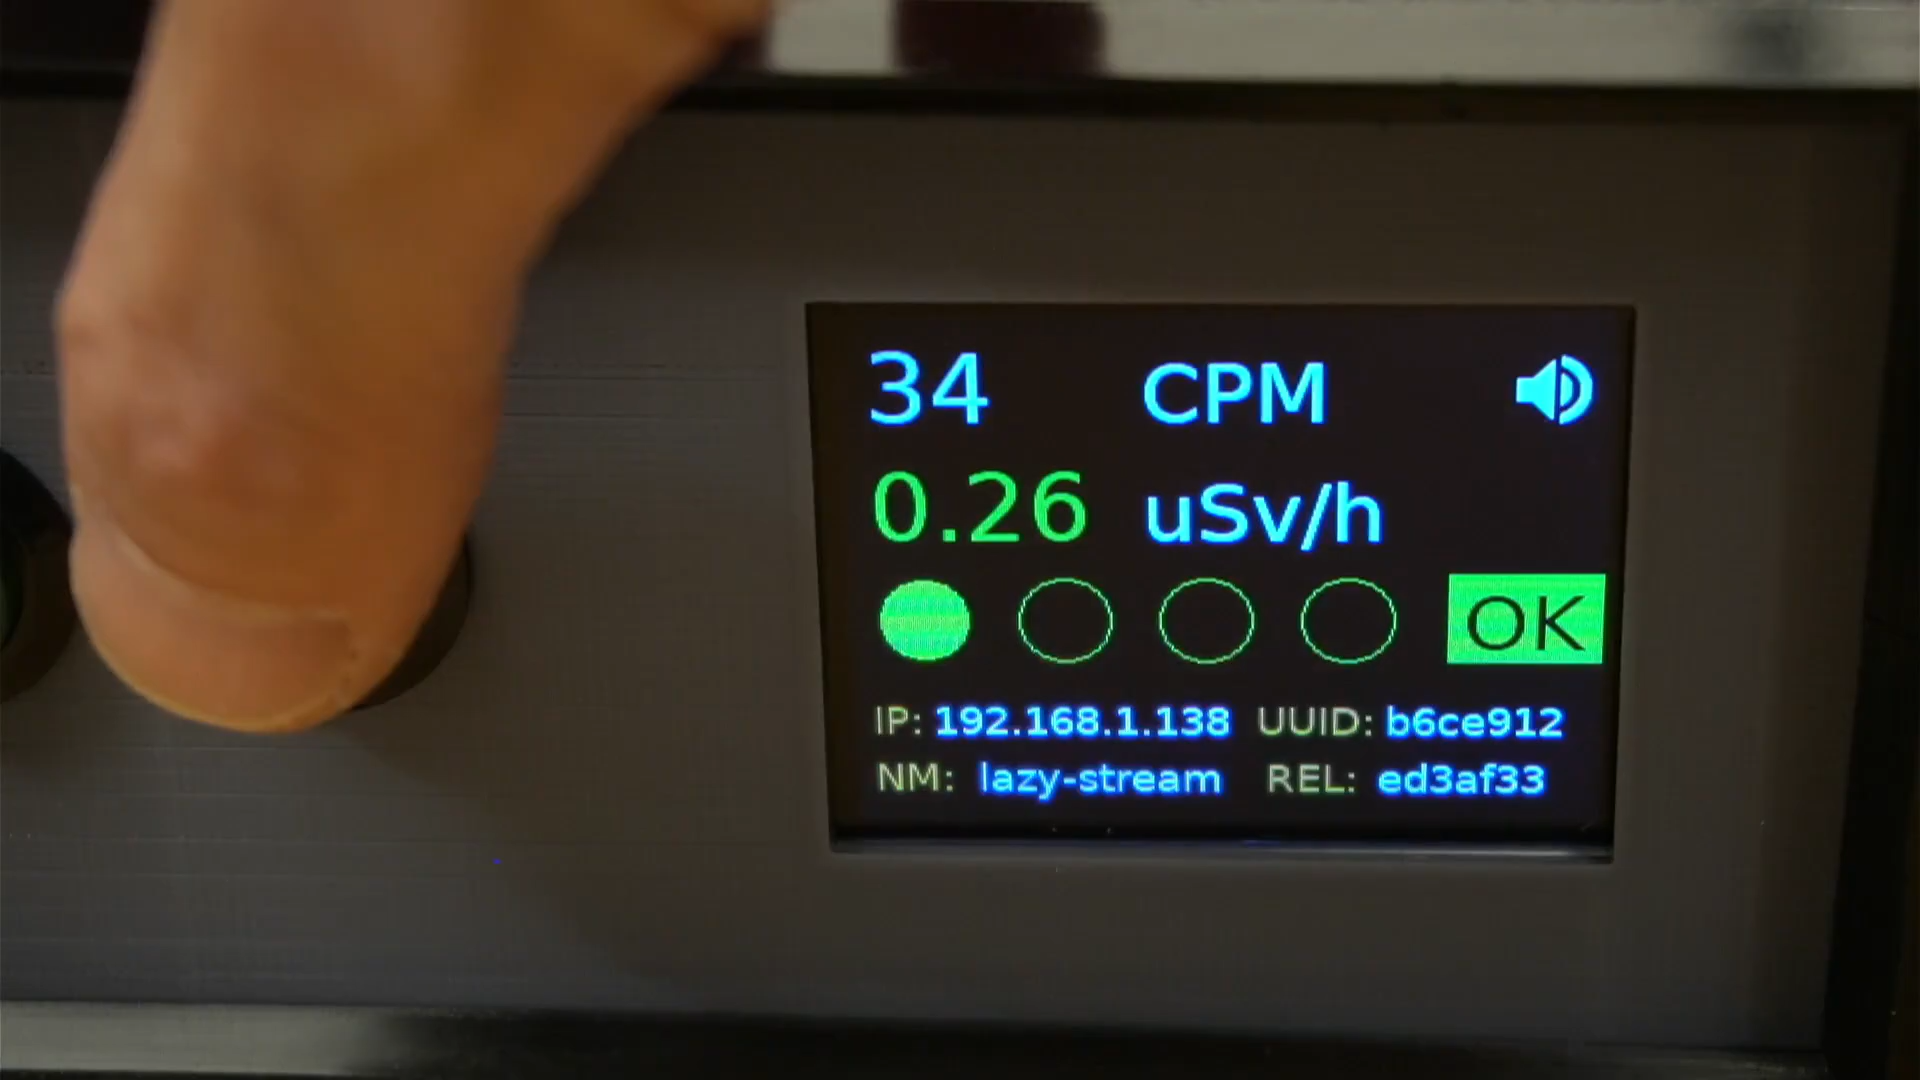 34 CPM
0.26 uSv/h
OK
IP: 192.168.1.138 UUID: b6ce912
NM: lazy-stream REL: ed3af33